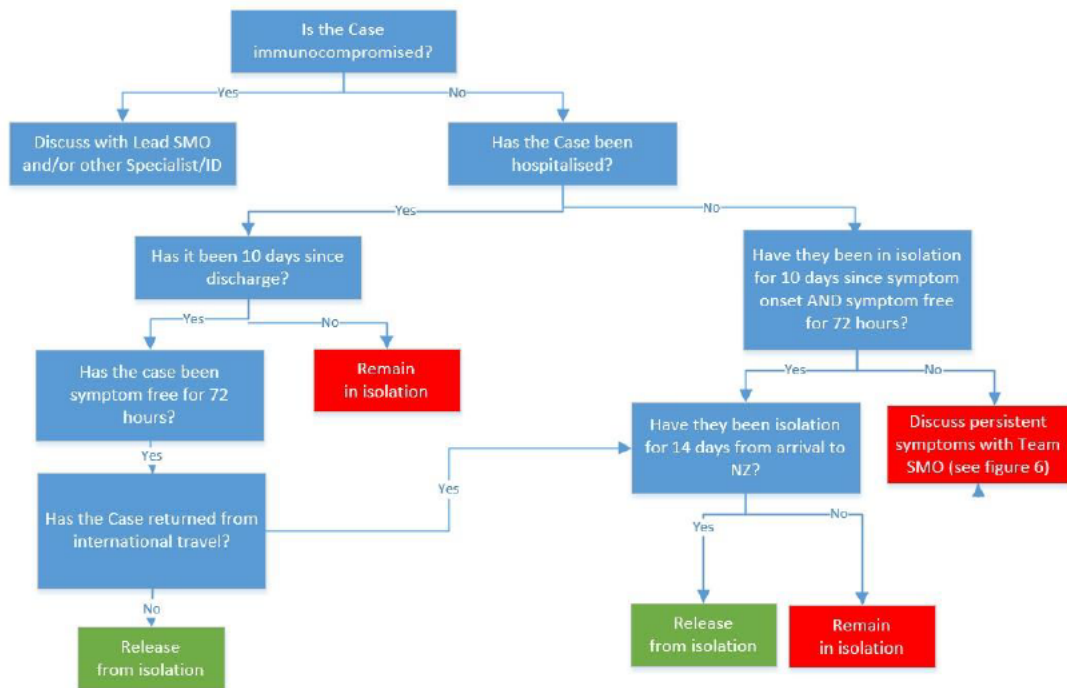 Is the Case
immunocompromised?
Yes
No
Discuss with Lead SMO
and/or other Specialist/ID
Has the Case been
hospitalised?
Yes
No
Has it been 10 days since
discharge?
Have they been in isolation
for 10 days since symptom
onset AND symptom free
for 72 hours?
Yes
No
Yes
No
Has the case been
symptom free for 72
hours?
Remain
in isolation
Have they been isolation
for 14 days from arrival to
NZ?
Discuss persistent
symptoms with Team
SMO (see figure 6)
Yes
Yes
Has the Case returned from
international travel?
Yes
No
No
Release
from isolation
Release
from isolation
Remain
in isolation